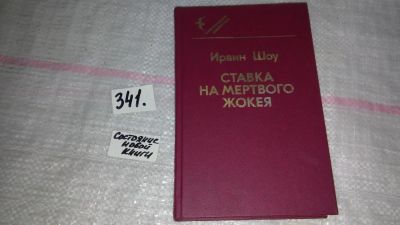 341.
Состояние
новой
книги
Ирвин Шоу
СТАВКА
НА МЕРТВОГО
ЖОКЕЯ